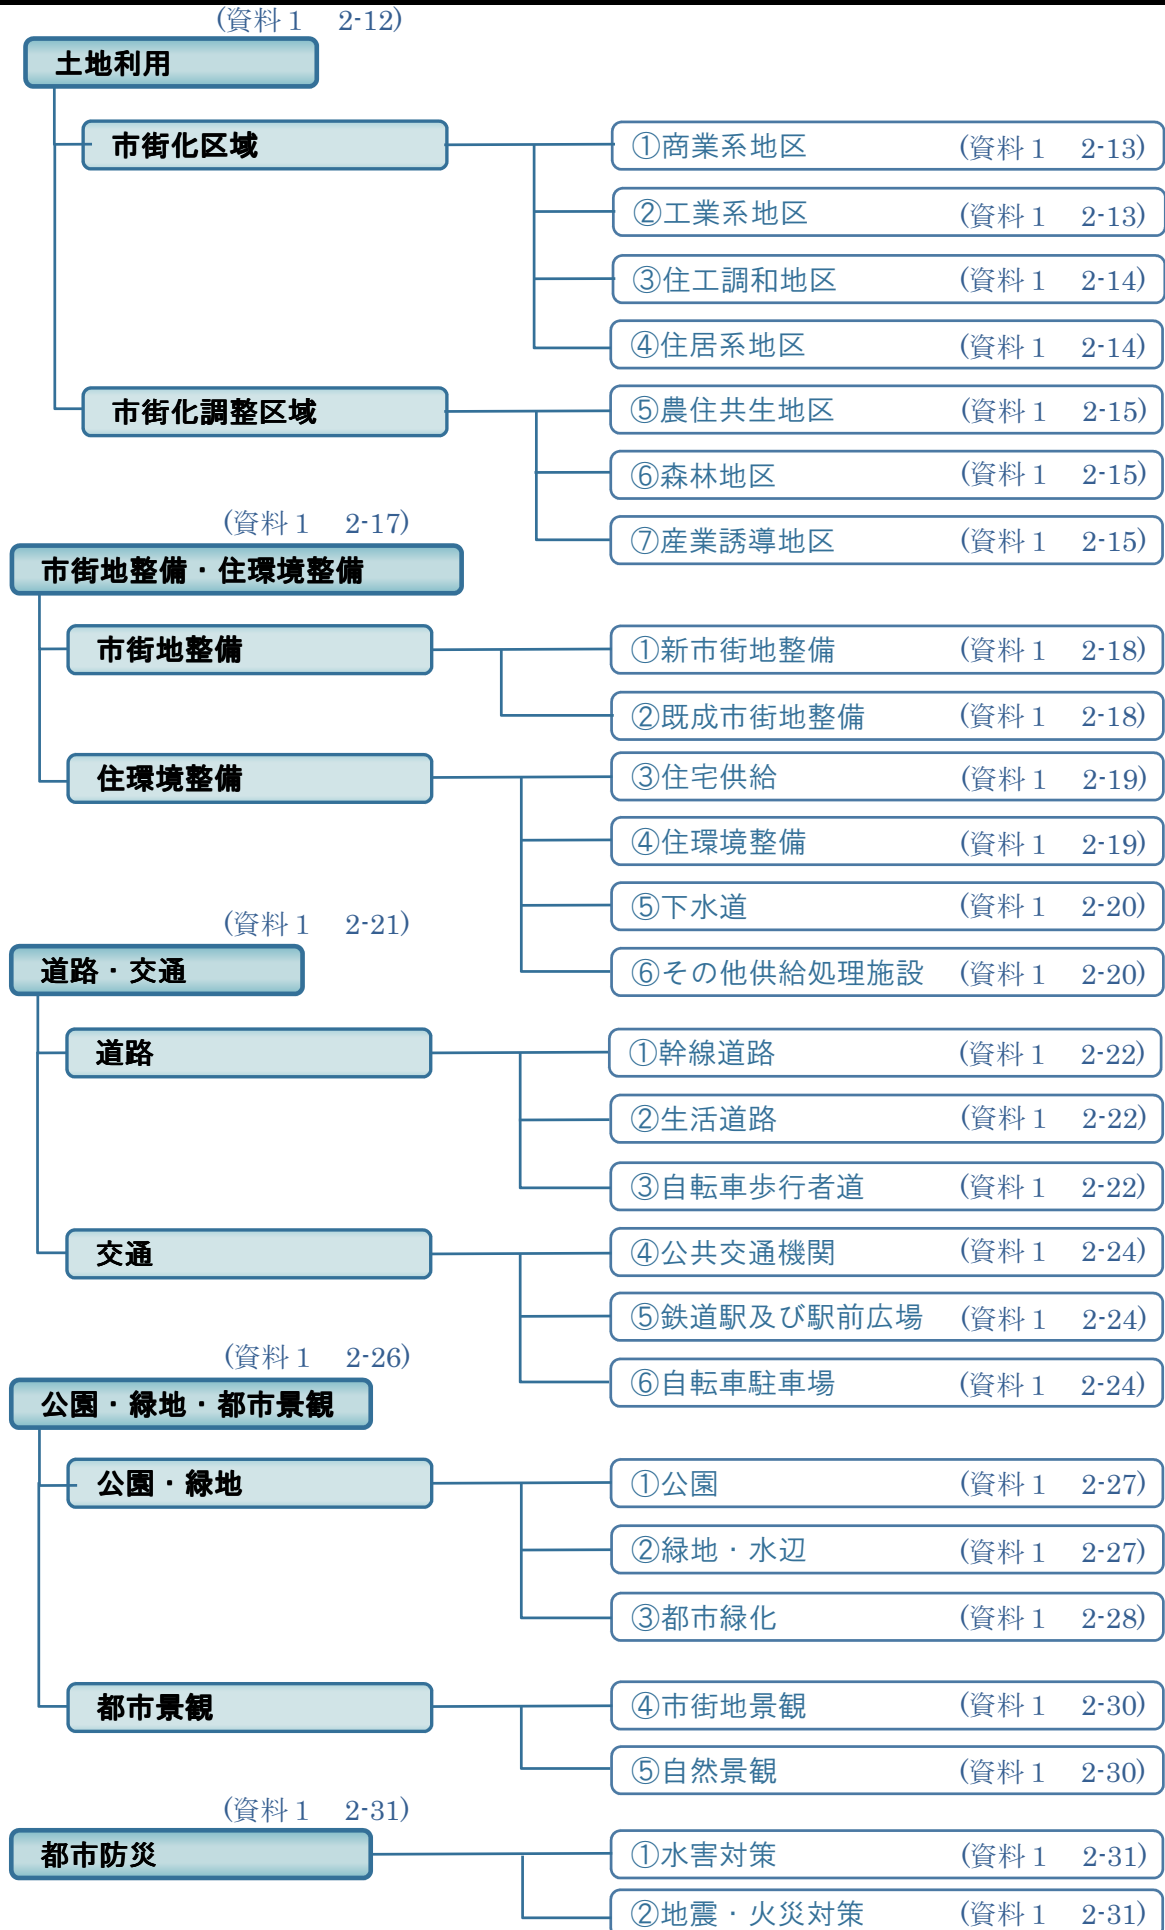 (資料１　2-12)
土地利用
市街化区域
①商業系地区　(資料１　2-13)
②工業系地区　(資料１　2-13)
③住工調和地区　(資料１　2-14)
④住居系地区　(資料１　2-14)
市街化調整区域
⑤農住共生地区　(資料１　2-15)
⑥森林地区　(資料１　2-15)
⑦産業誘導地区　(資料１　2-15)
(資料１　2-17)
市街地整備・住環境整備
市街地整備
①新市街地整備　(資料１　2-18)
②既成市街地整備　(資料１　2-18)
住環境整備
③住宅供給　(資料１　2-19)
④住環境整備　(資料１　2-19)
⑤下水道　(資料１　2-20)
⑥その他供給処理施設　(資料１　2-20)
(資料１　2-21)
道路・交通
道路
①幹線道路　(資料１　2-22)
②生活道路　(資料１　2-22)
③自転車歩行者道　(資料１　2-22)
交通
④公共交通機関　(資料１　2-24)
⑤鉄道駅及び駅前広場　(資料１　2-24)
⑥自転車駐車場　(資料１　2-24)
(資料１　2-26)
公園・緑地・都市景観
公園・緑地
①公園　(資料１　2-27)
②緑地・水辺　(資料１　2-27)
③都市緑化　(資料１　2-28)
都市景観
④市街地景観　(資料１　2-30)
⑤自然景観　(資料１　2-30)
(資料１　2-31)
都市防災
①水害対策　(資料１　2-31)
②地震・火災対策　(資料１　2-31)